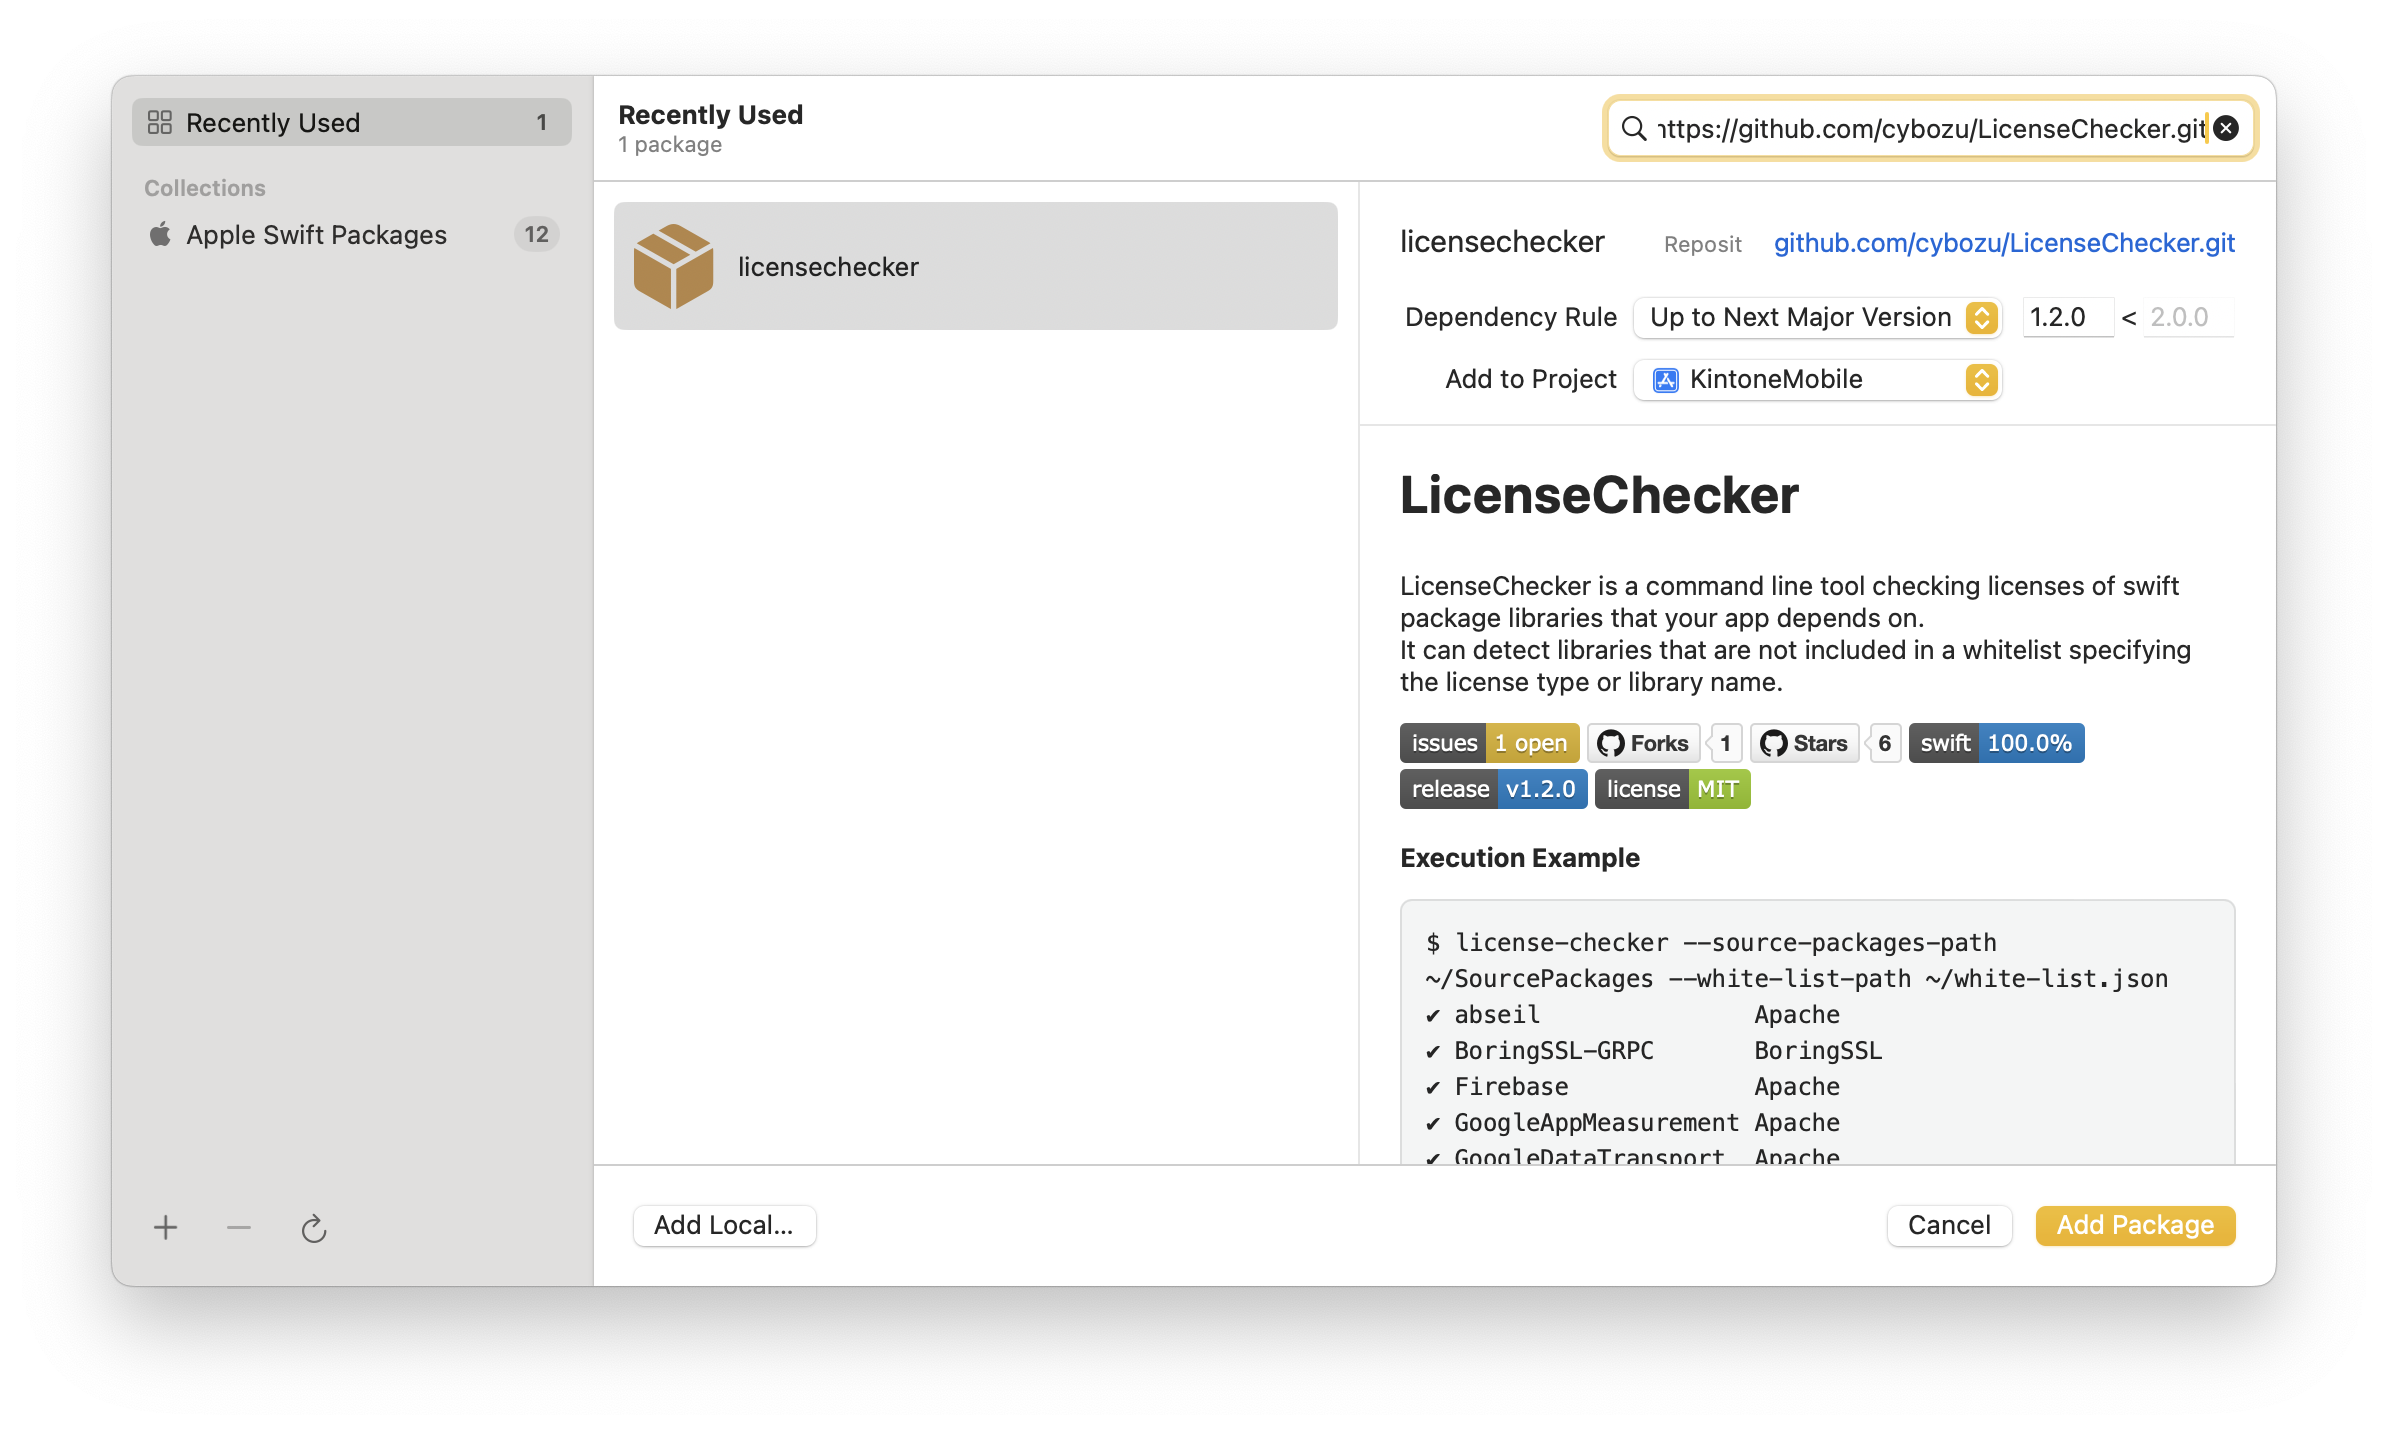 Recently Used
1
Collections
Apple Swift Packages
12
Recently Used
1 package
https://github.com/cybozu/LicenseChecker.git
licensechecker
licensechecker
Reposit
github.com/cybozu/LicenseChecker.git
Dependency Rule
Up to Next Major Version
1.2.0 < 2.0.0
Add to Project
KintoneMobile
LicenseChecker
LicenseChecker is a command line tool checking licenses of swift
package libraries that your app depends on.
It can detect libraries that are not included in a whitelist specifying
the license type or library name.
issues 1 open Forks 1 Stars 6 swift 100.0%
release v1.2.0 license MIT
Execution Example
$ license-checker --source-packages-path
~/SourcePackages --white-list-path ~/white-list.json
✔ abseil Apache
✔ BoringSSL-GRPC BoringSSL
✔ Firebase Apache
✔ GoogleAppMeasurement Apache
✔ GoogleDataTransport Apache
Add Local...
Cancel
Add Package